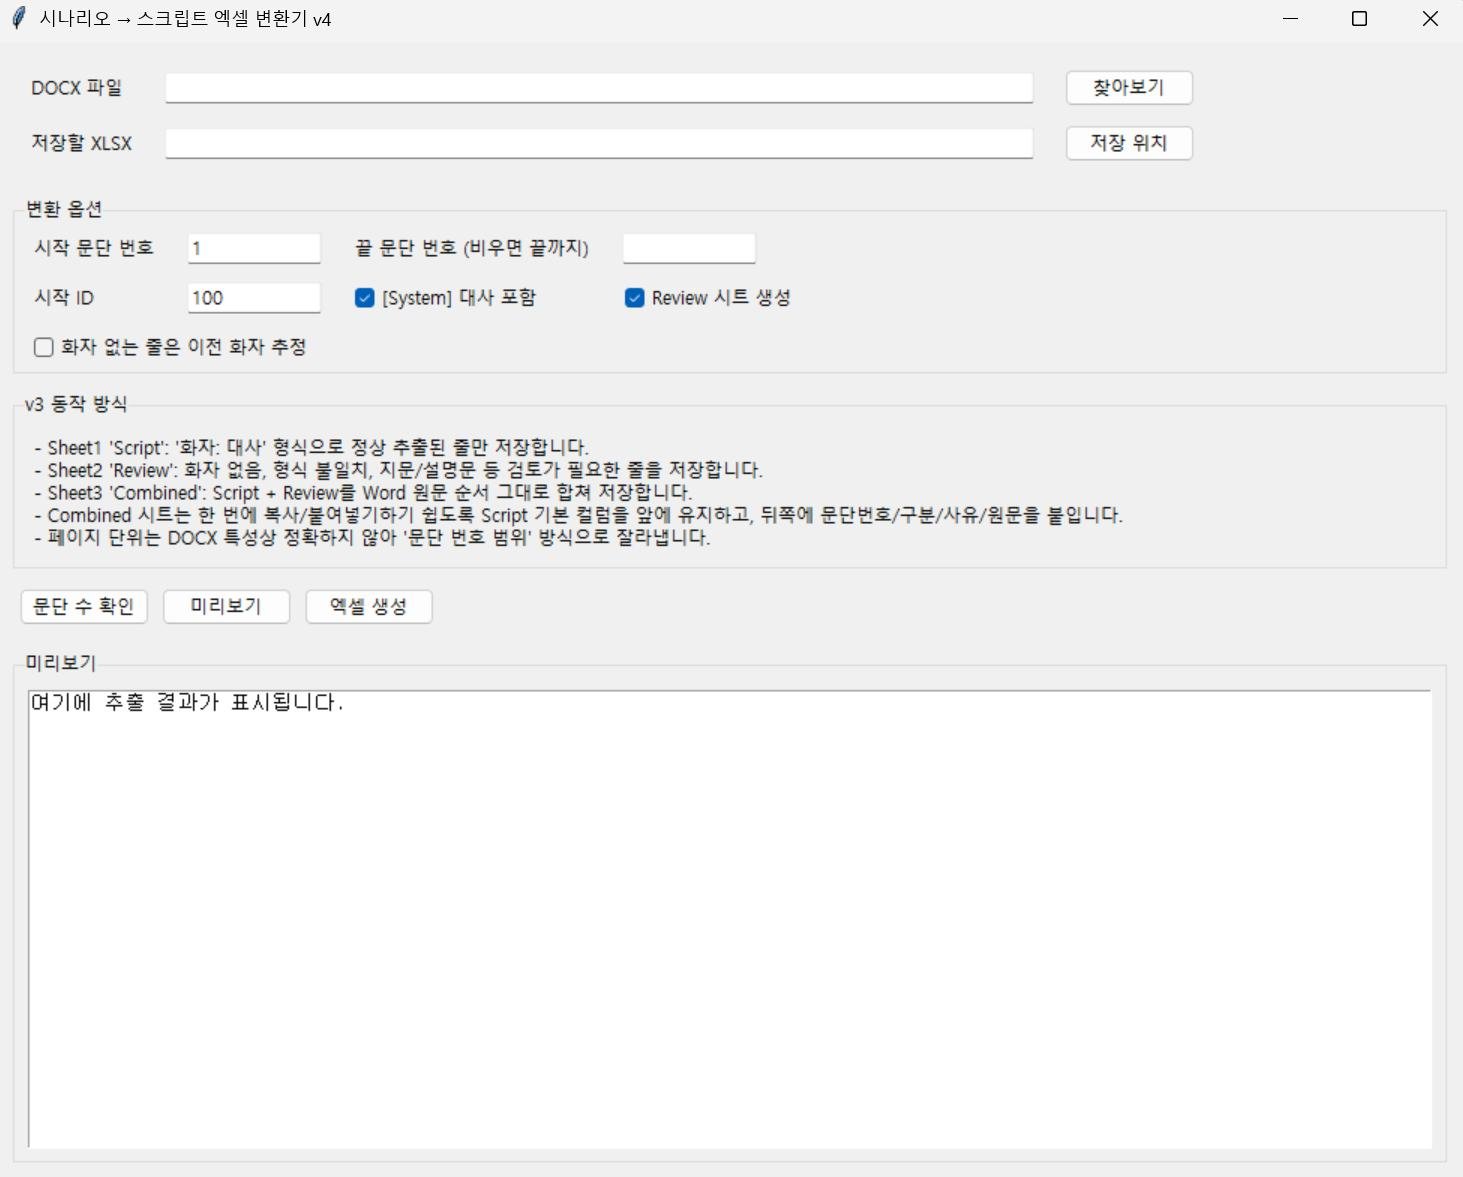 시나리오 → 스크립트 엑셀 변환기 v4
DOCX 파일
찾아보기
저장할 XLSX
저장 위치
변환 옵션
시작 문단 번호 1 끝 문단 번호 (비우면 끝까지)
시작 ID 100 [System] 대사 포함 Review 시트 생성
화자 없는 줄은 이전 화자 추정
v3 동작 방식
- Sheet1 'Script': '화자: 대사' 형식으로 정상 추출된 줄만 저장합니다.
- Sheet2 'Review': 화자 없음, 형식 불일치, 지문/설명문 등 검토가 필요한 줄을 저장합니다.
- Sheet3 'Combined': Script + Review를 Word 원문 순서 그대로 합쳐 저장합니다.
- Combined 시트는 한 번에 복사/붙여넣기하기 쉽도록 Script 기본 컬럼을 앞에 유지하고, 뒤쪽에 문단번호/구분/사유/원문을 붙입니다.
- 페이지 단위는 DOCX 특성상 정확하지 않아 '문단 번호 범위' 방식으로 잘라냅니다.
문단 수 확인 미리보기 엑셀 생성
미리보기
여기에 추출 결과가 표시됩니다.